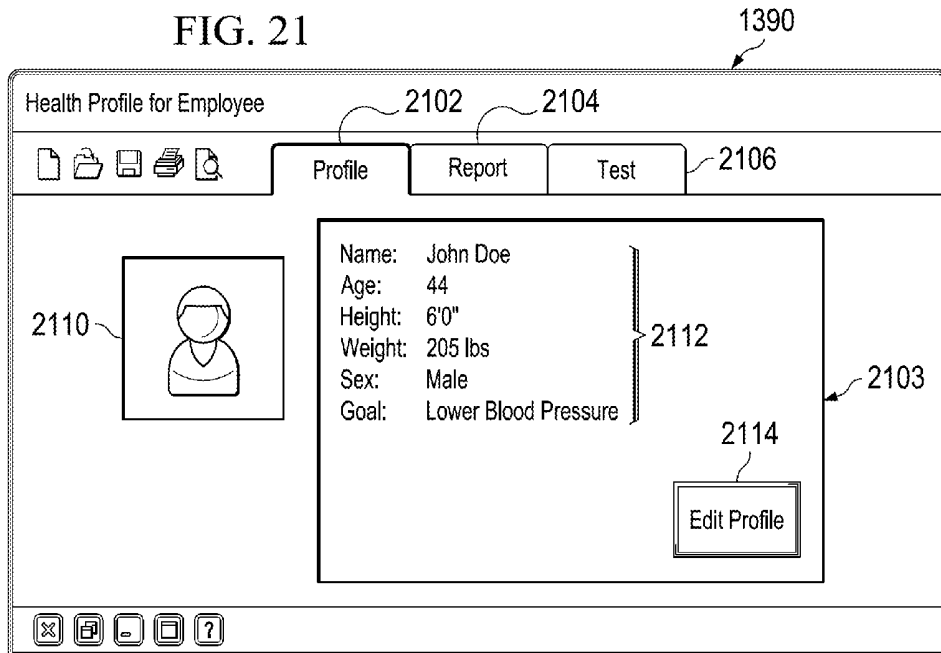 FIG. 21
1390
Health Profile for Employee
2102
2104
Profile
Report
Test
2106
Name: John Doe
Age: 44
Height: 6'0"
Weight: 205 lbs
Sex: Male
Goal: Lower Blood Pressure
2110
2112
2103
2114
Edit Profile
?